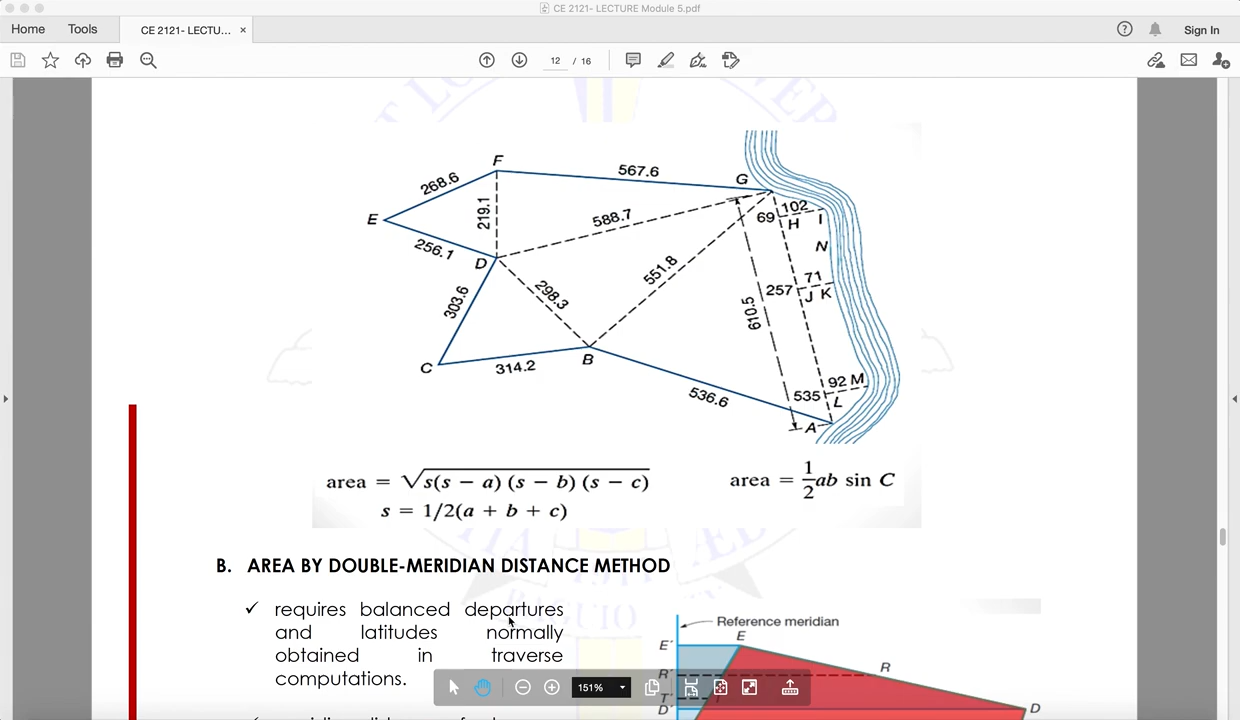 CE 2121- LECTURE Module 5.pdf
Home Tools CE 2121- LECTU... × Sign In
12 / 16
F
268.6
567.6
G
E
219.1
588.7
102
69
H I
256.1
D
N
551.8
71
298.3
257
J K
303.6
610.5
C
314.2
B
92 M
536.6
535
L
A
area = √s(s − a) (s − b) (s − c)
s = 1/2(a + b + c)
area = 1/2 ab sin C
B. AREA BY DOUBLE-MERIDIAN DISTANCE METHOD
✓ requires balanced departures
and latitudes normally
obtained in traverse
computations.
Reference meridian
E' E
R' R
T'
D' D
151%